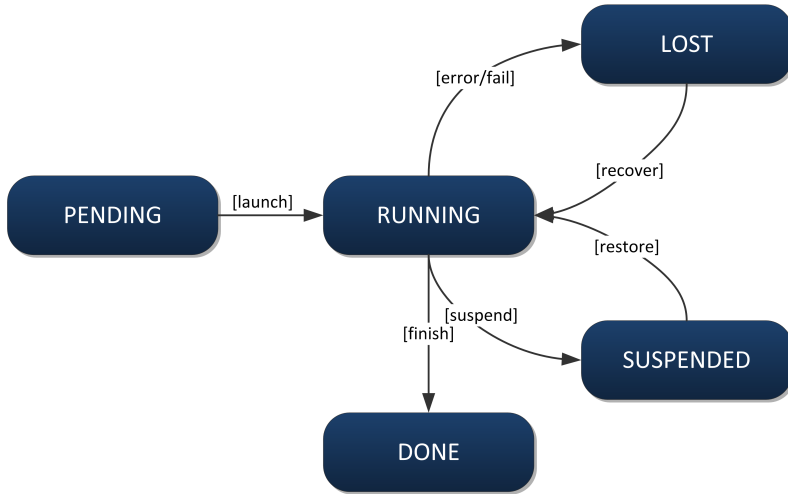 LOST
[error/fail]
[recover]
[launch]
PENDING
RUNNING
[restore]
[suspend]
[finish]
SUSPENDED
DONE